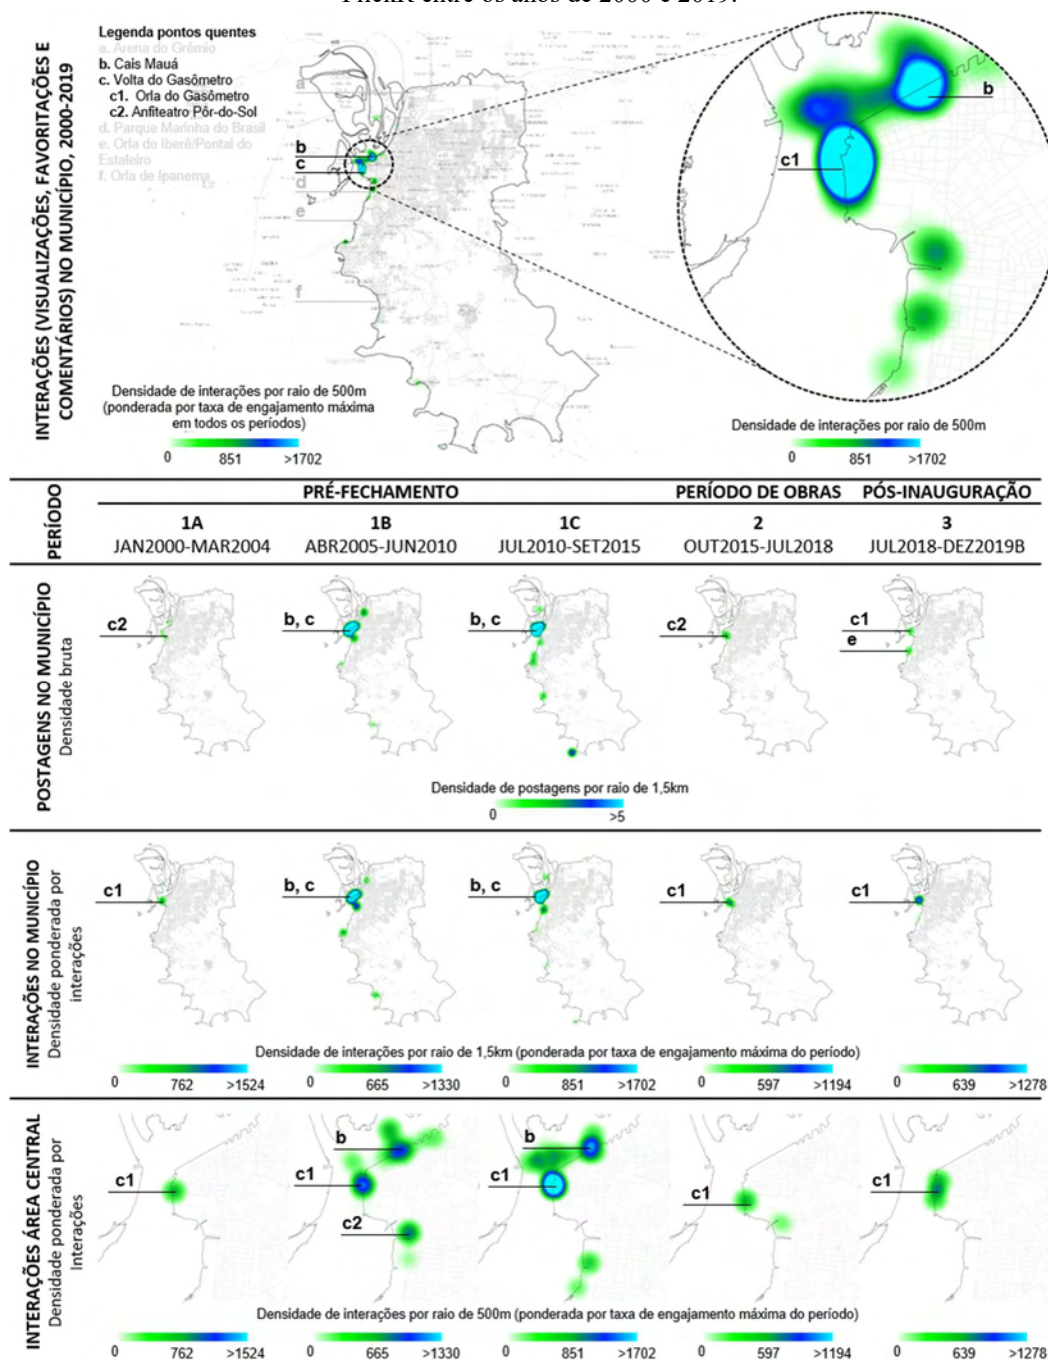 FlickR entre os anos de 2000 e 2019.
INTERAÇÕES (VISUALIZAÇÕES, FAVORITAÇÕES E
COMENTÁRIOS) NO MUNICÍPIO, 2000-2019
Legenda pontos quentes
a. Arena do Grêmio
b. Cais Mauá
c. Volta do Gasômetro
c1. Orla do Gasômetro
c2. Anfiteatro Pôr-do-Sol
d. Parque Marinha do Brasil
e. Orla do Iberê/Pontal do
Estaleiro
f. Orla de Ipanema
a
b
c
d
e
f
b
c1
Densidade de interações por raio de 500m
(ponderada por taxa de engajamento máxima
em todos os períodos)
0 851 >1702
Densidade de interações por raio de 500m
0 851 >1702
PERÍODO
PRÉ-FECHAMENTO PERÍODO DE OBRAS PÓS-INAUGURAÇÃO
1A 1B 1C 2 3
JAN2000-MAR2004 ABR2005-JUN2010 JUL2010-SET2015 OUT2015-JUL2018 JUL2018-DEZ2019B
POSTAGENS NO MUNICÍPIO
Densidade bruta
c2 b, c b, c c2 c1
e
Densidade de postagens por raio de 1,5km
0 >5
INTERAÇÕES NO MUNICÍPIO
Densidade ponderada por
interações
c1 b, c b, c c1 c1
Densidade de interações por raio de 1,5km (ponderada por taxa de engajamento máxima do período)
0 762 >1524 0 665 >1330 0 851 >1702 0 597 >1194 0 639 >1278
INTERAÇÕES ÁREA CENTRAL
Densidade ponderada por
Interações
b b
c1 c1 c1 c1
c1
c2
Densidade de interações por raio de 500m (ponderada por taxa de engajamento máxima do período)
0 762 >1524 0 665 >1330 0 851 >1702 0 597 >1194 0 639 >1278